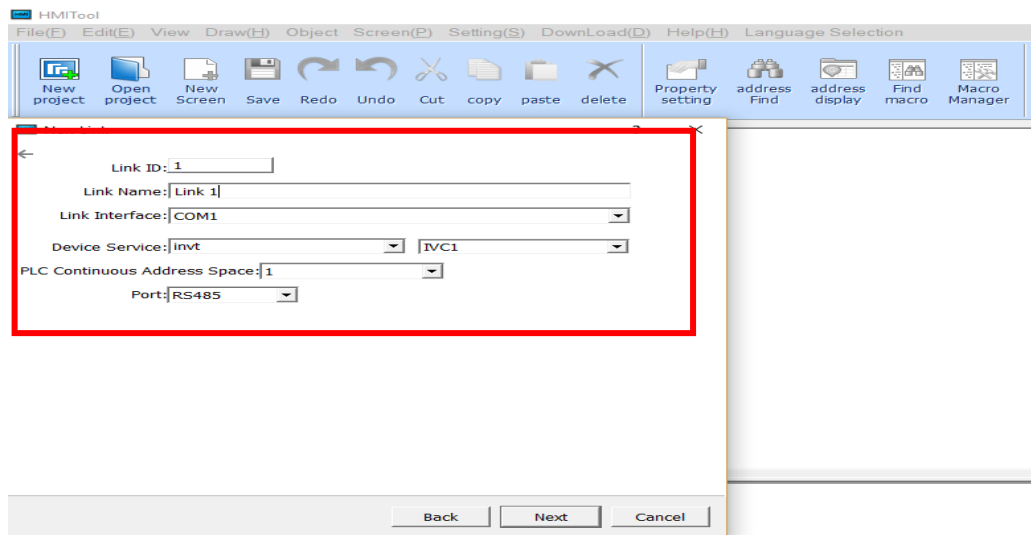 HMI HMITool
File(F) Edit(E) View Draw(H) Object Screen(P) Setting(S) DownLoad(D) Help(H) Language Selection
New project Open project New Screen Save Redo Undo Cut copy paste delete Property setting address Find address display Find macro Macro Manager
Link ID: 1
Link Name: Link 1
Link Interface: COM1
Device Service: invt IVC1
PLC Continuous Address Space: 1
Port: RS485
Back Next Cancel